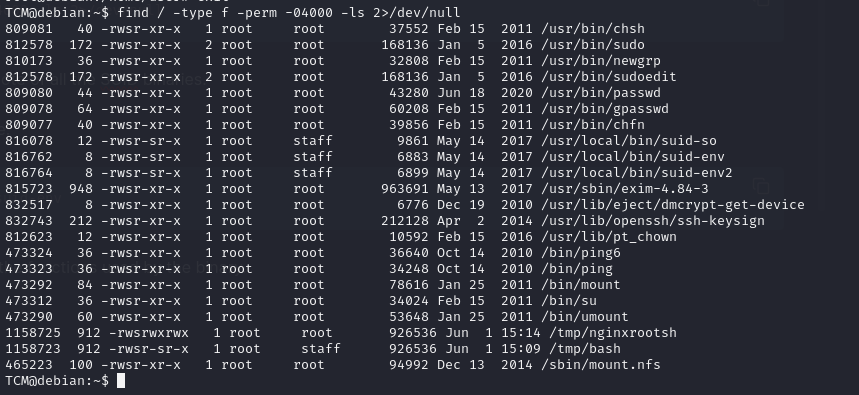 TCM@debian:~$ find / -type f -perm -04000 -ls 2>/dev/null
809081   40 -rwsr-xr-x   1 root     root        37552 Feb 15  2011 /usr/bin/chsh
812578  172 -rwsr-xr-x   2 root     root       168136 Jan  5  2016 /usr/bin/sudo
810173   36 -rwsr-xr-x   1 root     root        32808 Feb 15  2011 /usr/bin/newgrp
812578  172 -rwsr-xr-x   2 root     root       168136 Jan  5  2016 /usr/bin/sudoedit
809080   44 -rwsr-xr-x   1 root     root        43280 Jun 18  2020 /usr/bin/passwd
809078   64 -rwsr-xr-x   1 root     root        60208 Feb 15  2011 /usr/bin/gpasswd
809077   40 -rwsr-xr-x   1 root     root        39856 Feb 15  2011 /usr/bin/chfn
816078   12 -rwsr-sr-x   1 root     staff        9861 May 14  2017 /usr/local/bin/suid-so
816762    8 -rwsr-sr-x   1 root     staff        6883 May 14  2017 /usr/local/bin/suid-env
816764    8 -rwsr-sr-x   1 root     staff        6899 May 14  2017 /usr/local/bin/suid-env2
815723  948 -rwsr-xr-x   1 root     root       963691 May 13  2017 /usr/sbin/exim-4.84-3
832517    8 -rwsr-xr-x   1 root     root         6776 Dec 19  2010 /usr/lib/eject/dmcrypt-get-device
832743  212 -rwsr-xr-x   1 root     root       212128 Apr  2  2014 /usr/lib/openssh/ssh-keysign
812623   12 -rwsr-xr-x   1 root     root        10592 Feb 15  2016 /usr/lib/pt_chown
473324   36 -rwsr-xr-x   1 root     root        36640 Oct 14  2010 /bin/ping6
473323   36 -rwsr-xr-x   1 root     root        34248 Oct 14  2010 /bin/ping
473292   84 -rwsr-xr-x   1 root     root        78616 Jan 25  2011 /bin/mount
473312   36 -rwsr-xr-x   1 root     root        34024 Feb 15  2011 /bin/su
473290   60 -rwsr-xr-x   1 root     root        53648 Jan 25  2011 /bin/umount
1158725  912 -rwsrwxrwx   1 root     root       926536 Jun  1 15:14 /tmp/nginxrootsh
1158723  912 -rwsr-sr-x   1 root     staff      926536 Jun  1 15:09 /tmp/bash
465223  100 -rwsr-xr-x   1 root     root        94992 Dec 13  2014 /sbin/mount.nfs
TCM@debian:~$